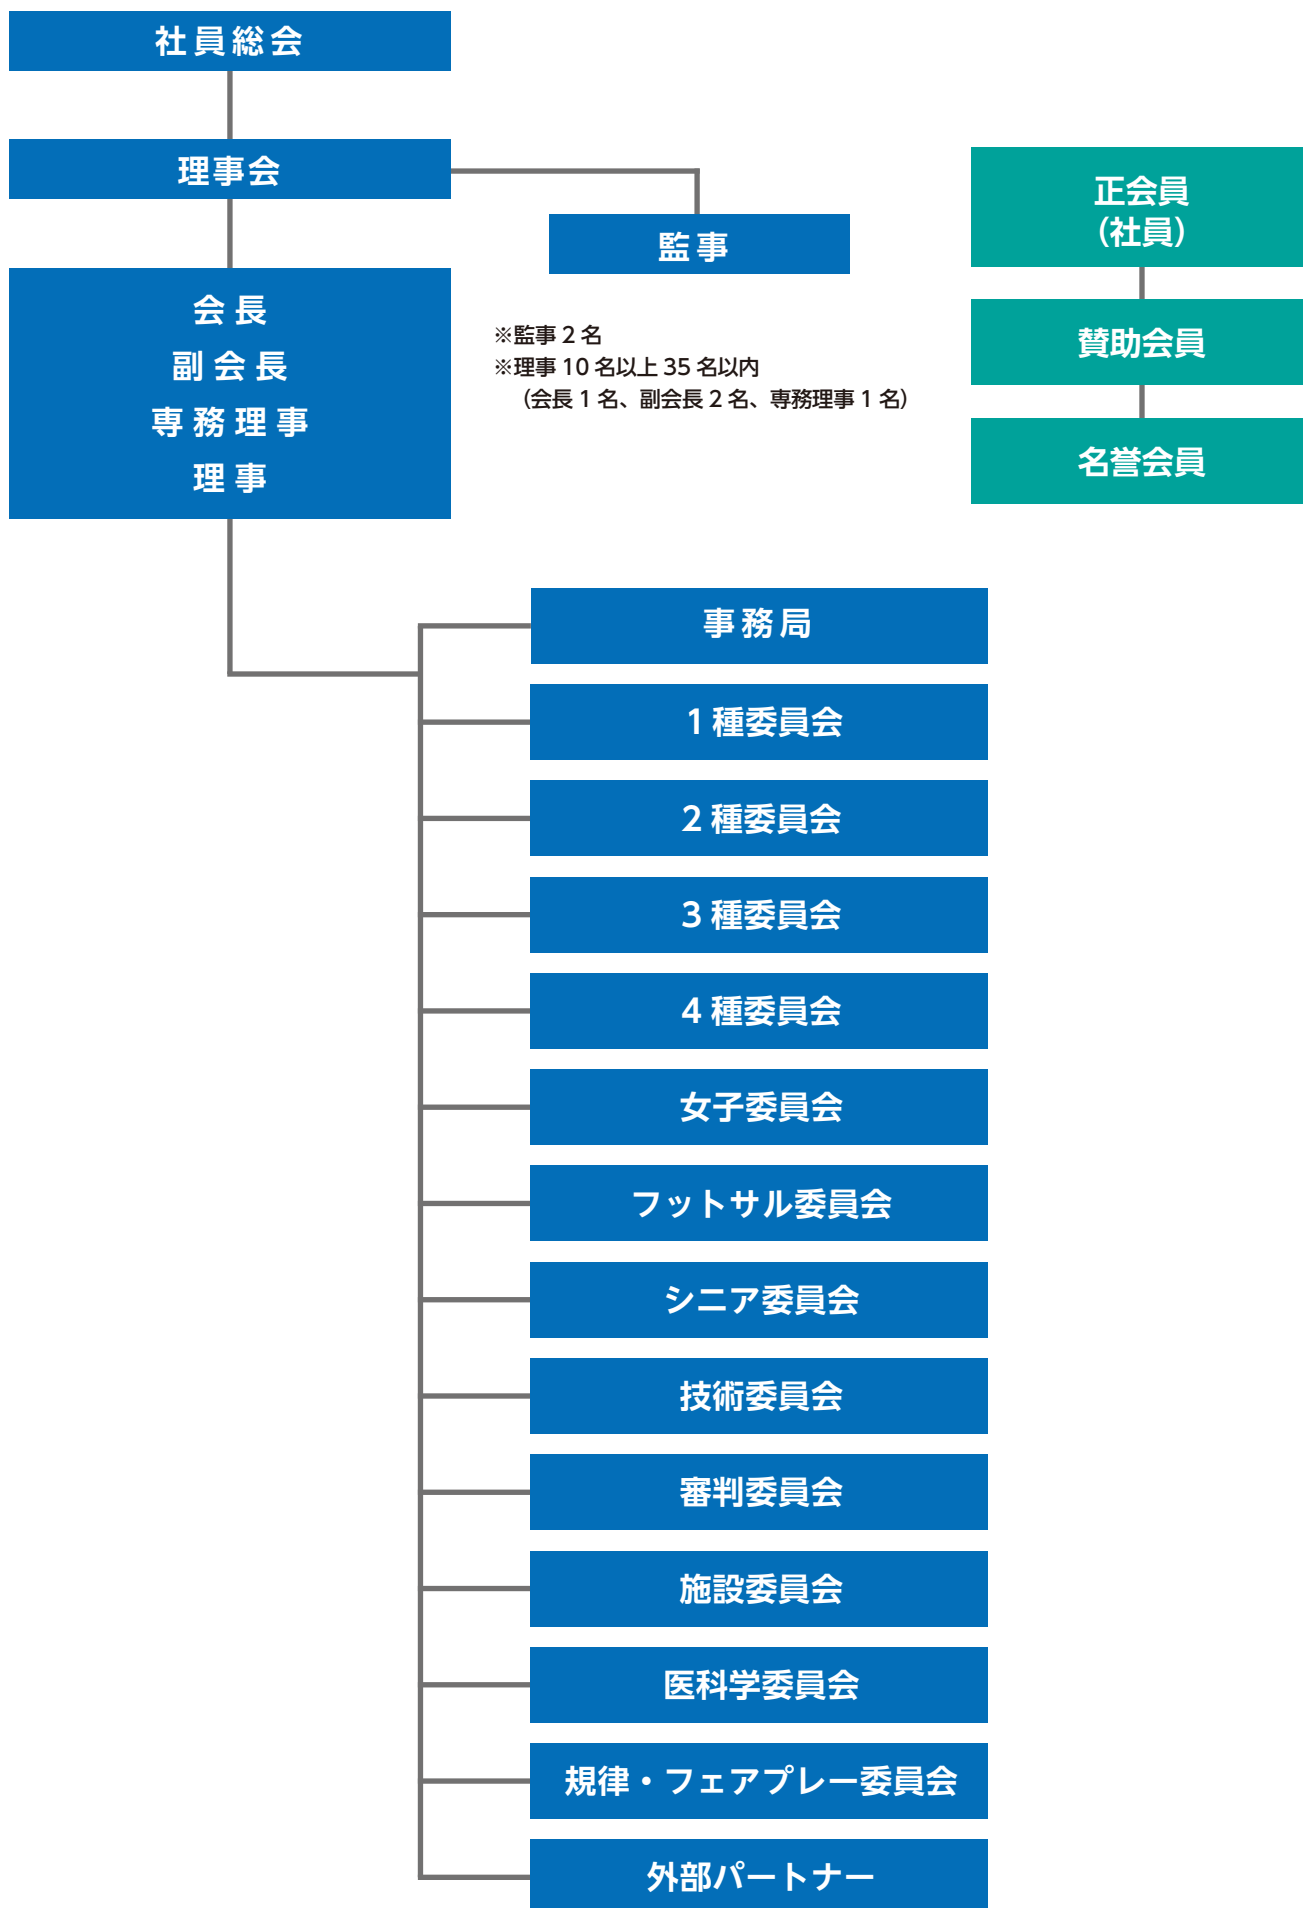 社員総会
理事会
監事
会長
副会長
専務理事
理事
※監事 2 名
※理事 10 名以上 35 名以内
（会長 1 名、副会長 2 名、専務理事 1 名）
正会員
（社員）
賛助会員
名誉会員
事務局
1 種委員会
2 種委員会
3 種委員会
4 種委員会
女子委員会
フットサル委員会
シニア委員会
技術委員会
審判委員会
施設委員会
医科学委員会
規律・フェアプレー委員会
外部パートナー